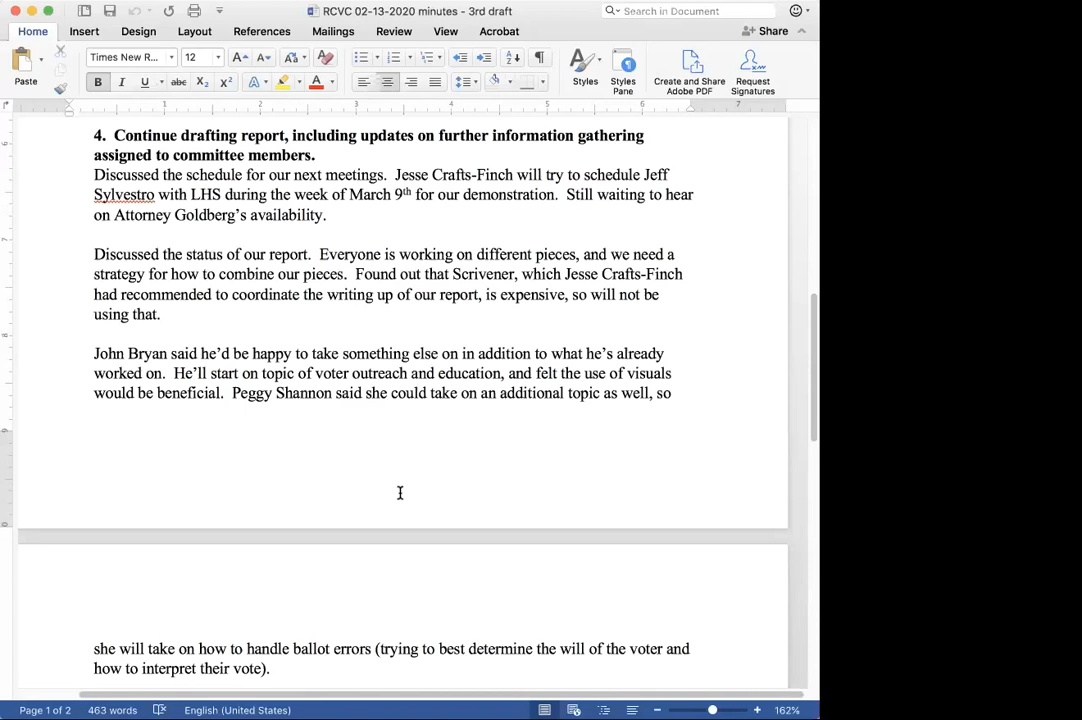 RCVC 02-13-2020 minutes - 3rd draft
Search in Document
Home Insert Design Layout References Mailings Review View Acrobat Share
Paste
Times New R... 12
Styles
Styles Pane
Create and Share Adobe PDF
Request Signatures
1 2 3 4 5 6 7
4. Continue drafting report, including updates on further information gathering
assigned to committee members.
Discussed the schedule for our next meetings. Jesse Crafts-Finch will try to schedule Jeff
Sylvestro with LHS during the week of March 9th for our demonstration. Still waiting to hear
on Attorney Goldberg's availability.
Discussed the status of our report. Everyone is working on different pieces, and we need a
strategy for how to combine our pieces. Found out that Scrivener, which Jesse Crafts-Finch
had recommended to coordinate the writing up of our report, is expensive, so will not be
using that.
John Bryan said he'd be happy to take something else on in addition to what he's already
worked on. He'll start on topic of voter outreach and education, and felt the use of visuals
would be beneficial. Peggy Shannon said she could take on an additional topic as well, so
she will take on how to handle ballot errors (trying to best determine the will of the voter and
how to interpret their vote).
Page 1 of 2 463 words English (United States) 162%